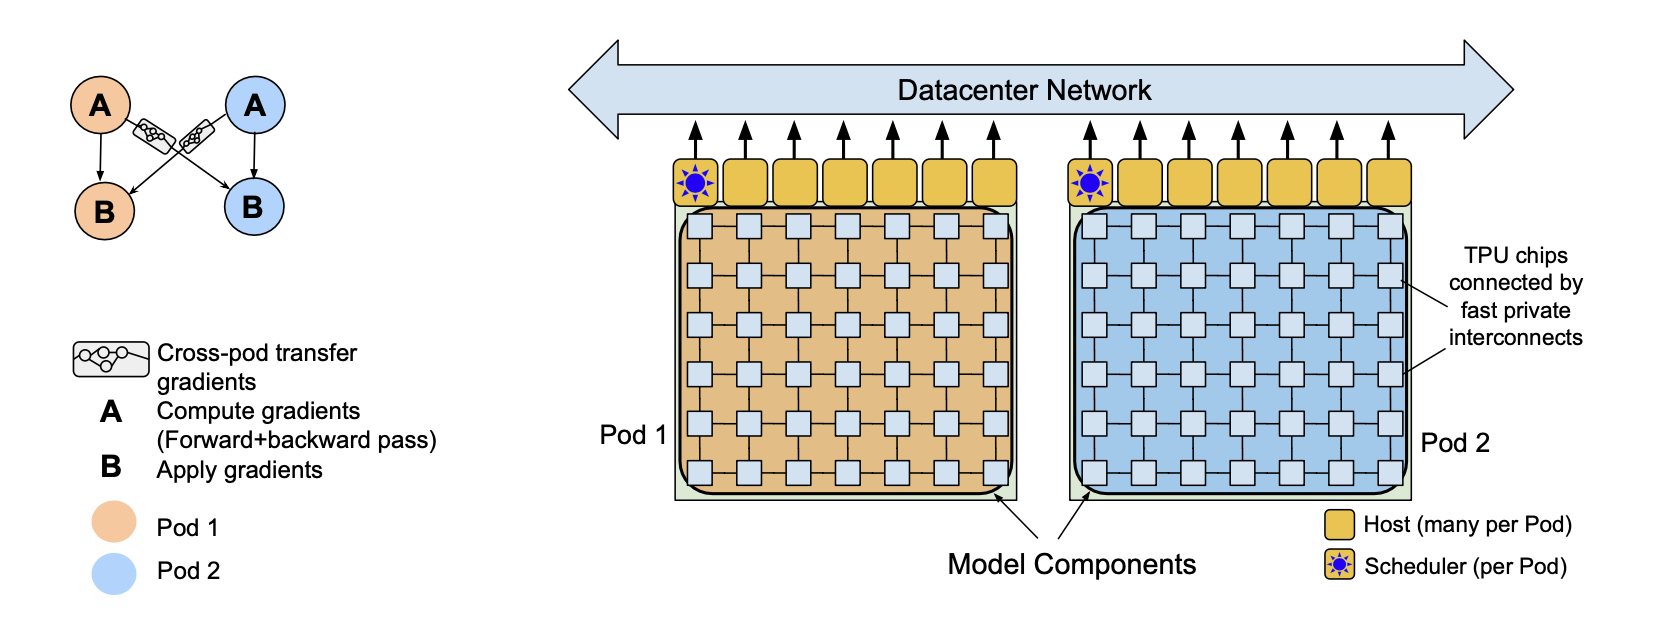 A
A
B
B
Cross-pod transfer
gradients
A Compute gradients
(Forward+backward pass)
B Apply gradients
Pod 1
Pod 2
Datacenter Network
Pod 1
TPU chips
connected by
fast private
interconnects
Pod 2
Model Components
Host (many per Pod)
Scheduler (per Pod)